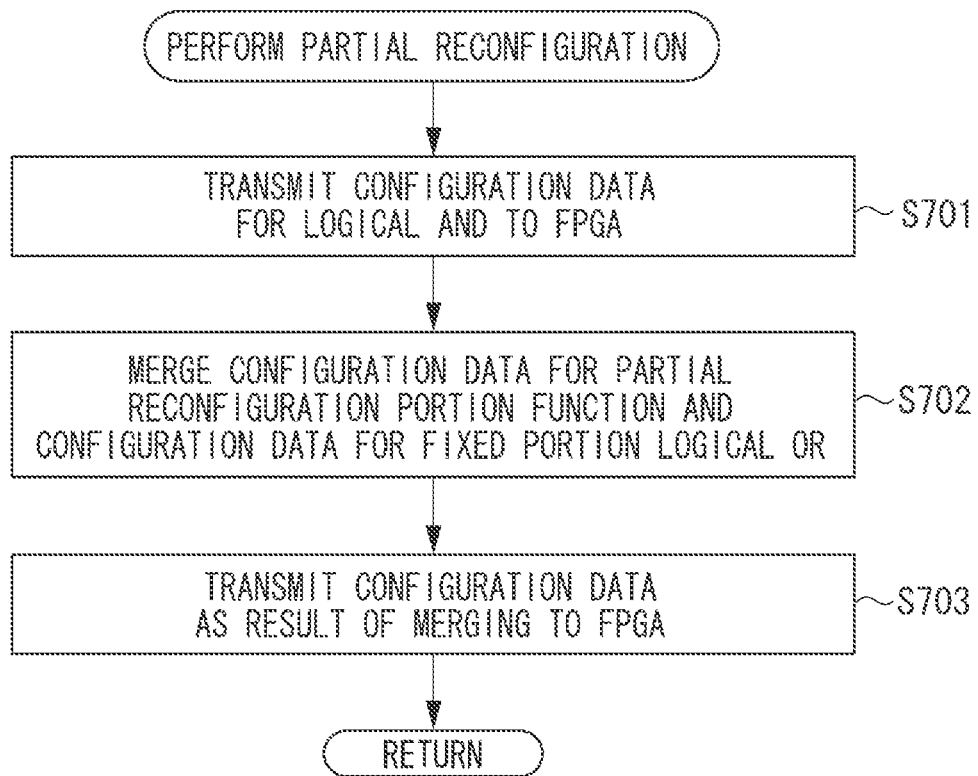 PERFORM PARTIAL RECONFIGURATION
TRANSMIT CONFIGURATION DATA
FOR LOGICAL AND TO FPGA
S701
MERGE CONFIGURATION DATA FOR PARTIAL
RECONFIGURATION PORTION FUNCTION AND
CONFIGURATION DATA FOR FIXED PORTION LOGICAL OR
S702
TRANSMIT CONFIGURATION DATA
AS RESULT OF MERGING TO FPGA
S703
RETURN